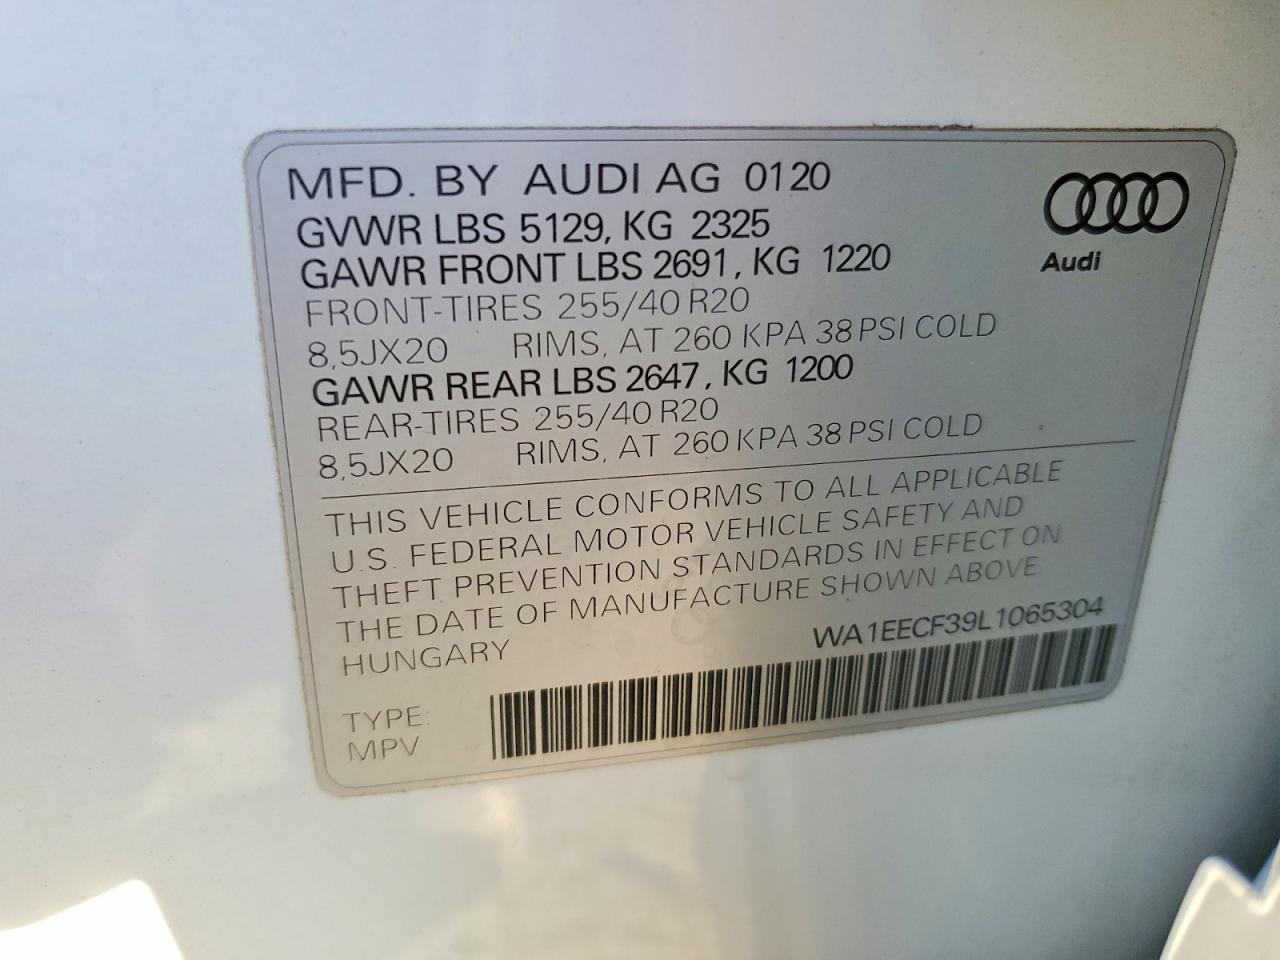 MFD. BY AUDI AG 0120
GVWR LBS 5129, KG 2325
GAWR FRONT LBS 2691, KG 1220
FRONT-TIRES 255/40 R20
8,5JX20 RIMS, AT 260 KPA 38 PSI COLD
GAWR REAR LBS 2647, KG 1200
REAR-TIRES 255/40 R20
8,5JX20 RIMS, AT 260 KPA 38 PSI COLD
Audi
THIS VEHICLE CONFORMS TO ALL APPLICABLE
U.S. FEDERAL MOTOR VEHICLE SAFETY AND
THEFT PREVENTION STANDARDS IN EFFECT ON
THE DATE OF MANUFACTURE SHOWN ABOVE
HUNGARY
WA1EECF39L1065304
TYPE:
MPV